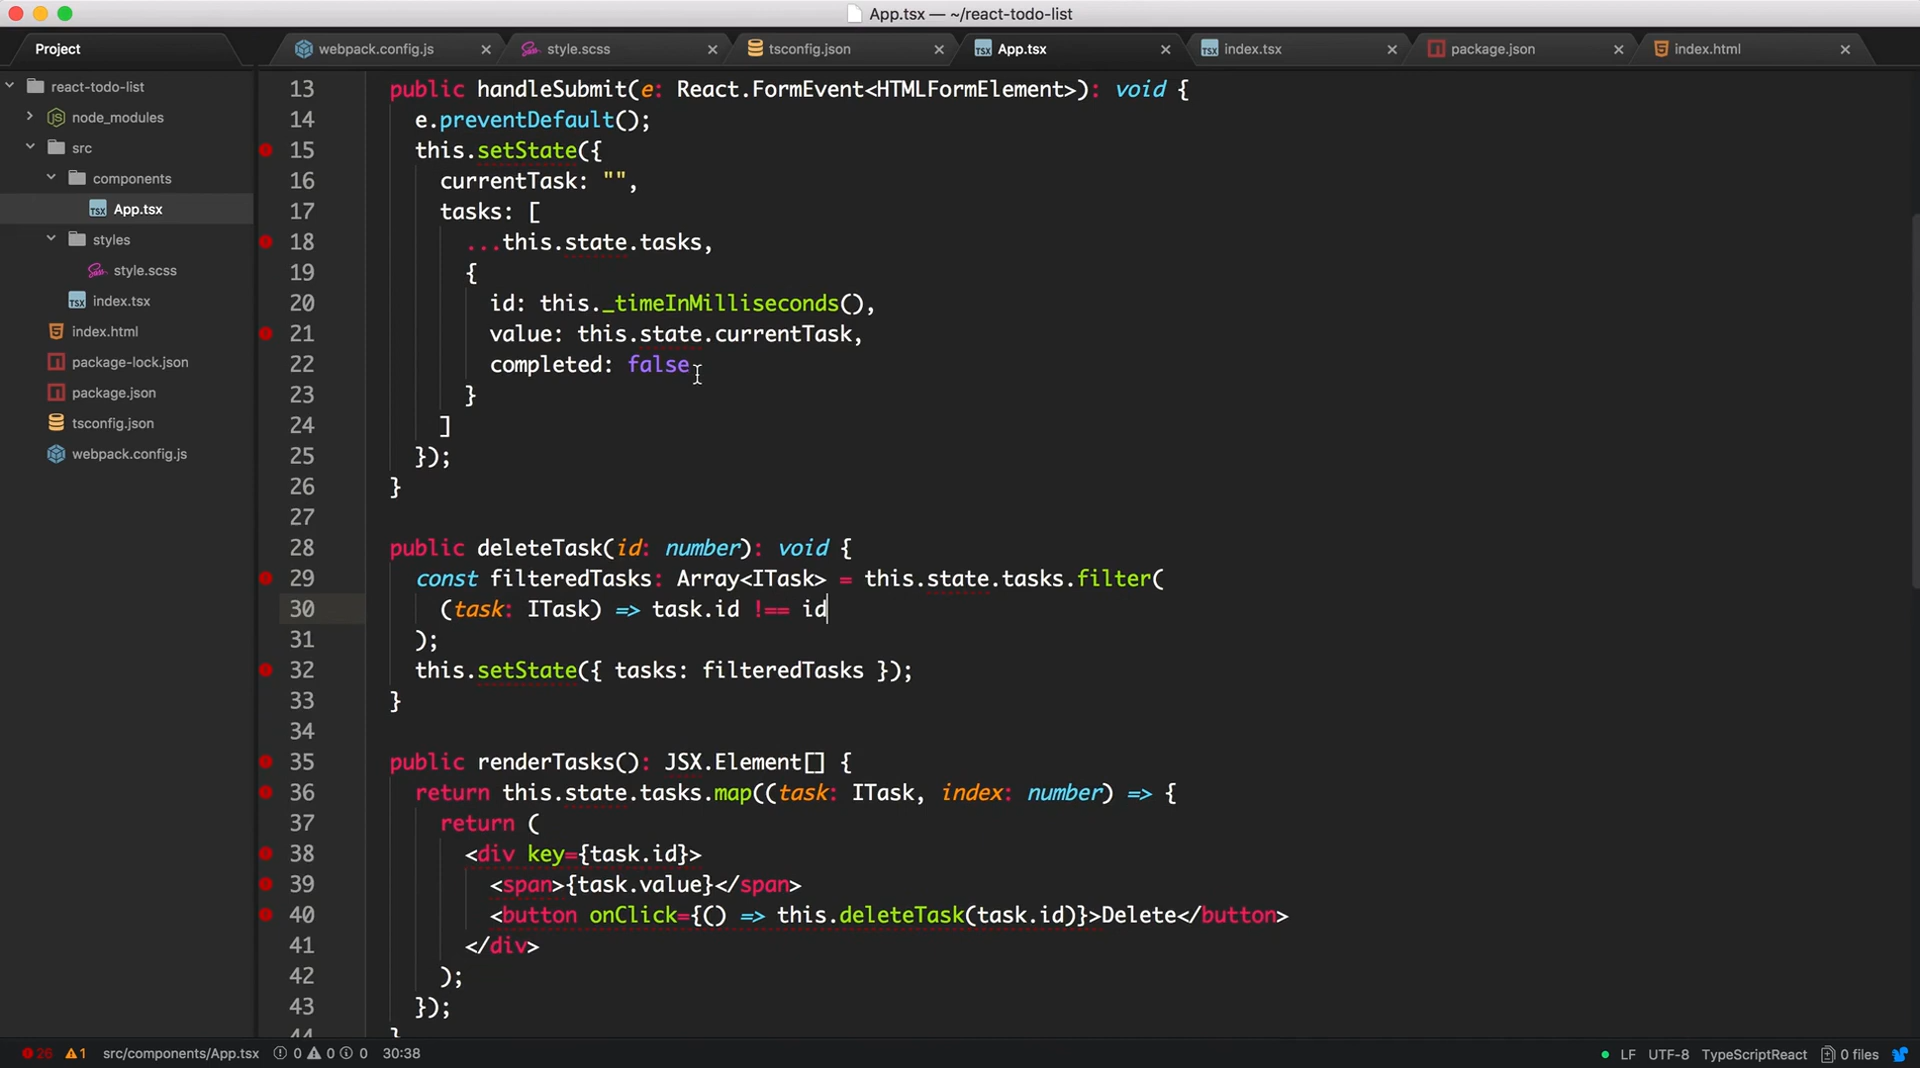 App.tsx — ~/react-todo-list
Project
webpack.config.js
style.scss
tsconfig.json
App.tsx
index.tsx
package.json
index.html
react-todo-list
node_modules
src
components
App.tsx
styles
style.scss
index.tsx
index.html
package-lock.json
package.json
tsconfig.json
webpack.config.js
13 public handleSubmit(e: React.FormEvent<HTMLFormElement>): void {
14 e.preventDefault();
15 this.setState({
16 currentTask: "",
17 tasks: [
18 ...this.state.tasks,
19 {
20 id: this._timeInMilliseconds(),
21 value: this.state.currentTask,
22 completed: false
23 }
24 ]
25 });
26 }
27
28 public deleteTask(id: number): void {
29 const filteredTasks: Array<ITask> = this.state.tasks.filter(
30 (task: ITask) => task.id !== id
31 );
32 this.setState({ tasks: filteredTasks });
33 }
34
35 public renderTasks(): JSX.Element[] {
36 return this.state.tasks.map((task: ITask, index: number) => {
37 return (
38 <div key={task.id}>
39 <span>{task.value}</span>
40 <button onClick={() => this.deleteTask(task.id)}>Delete</button>
41 </div>
42 );
43 });
44 }
26 1 src/components/App.tsx 0 0 0 30:38 LF UTF-8 TypeScriptReact 0 files